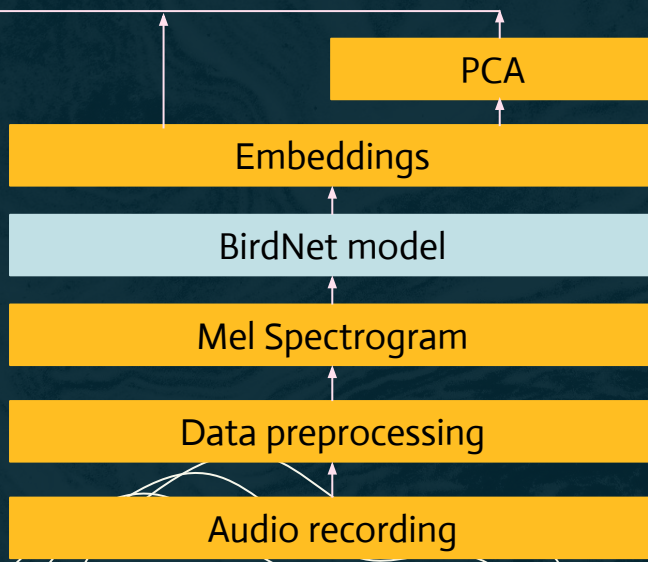 PCA
Embeddings
BirdNet model
Mel Spectrogram
Data preprocessing
Audio recording